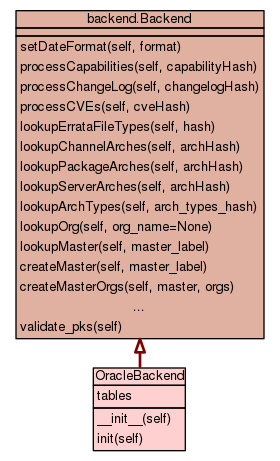 backend.Backend
setDateFormat(self, format)
processCapabilities(self, capabilityHash)
processChangeLog(self, changelogHash)
processCVEs(self, cveHash)
lookupErrataFileTypes(self, hash)
lookupChannelArches(self, archHash)
lookupPackageArches(self, archHash)
lookupServerArches(self, archHash)
lookupArchTypes(self, arch_types_hash)
lookupOrg(self, org_name=None)
lookupMaster(self, master_label)
createMaster(self, master_label)
createMasterOrgs(self, master, orgs)
...
validate_pks(self)
OracleBackend
tables
__init__(self)
init(self)